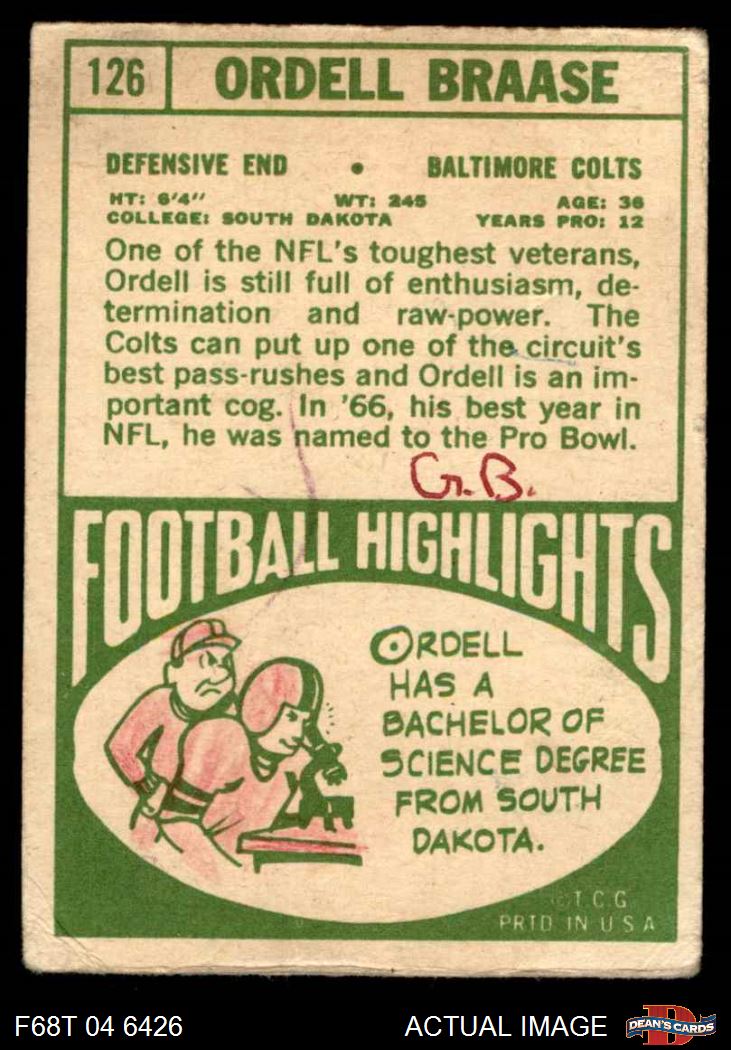 126 ORDELL BRAASE
DEFENSIVE END • BALTIMORE COLTS
HT: 6'4" WT: 245 AGE: 36
COLLEGE: SOUTH DAKOTA YEARS PRO: 12
One of the NFL's toughest veterans,
Ordell is still full of enthusiasm, de-
termination and raw-power. The
Colts can put up one of the circuit's
best pass-rushes and Ordell is an im-
portant cog. In '66, his best year in
NFL, he was named to the Pro Bowl.
G.B.
FOOTBALL HIGHLIGHTS
ORDELL
HAS A
BACHELOR OF
SCIENCE DEGREE
FROM SOUTH
DAKOTA.
©T.C.G.
PRTD IN U S A
F68T 04 6426 ACTUAL IMAGE D DEAN'S CARDS